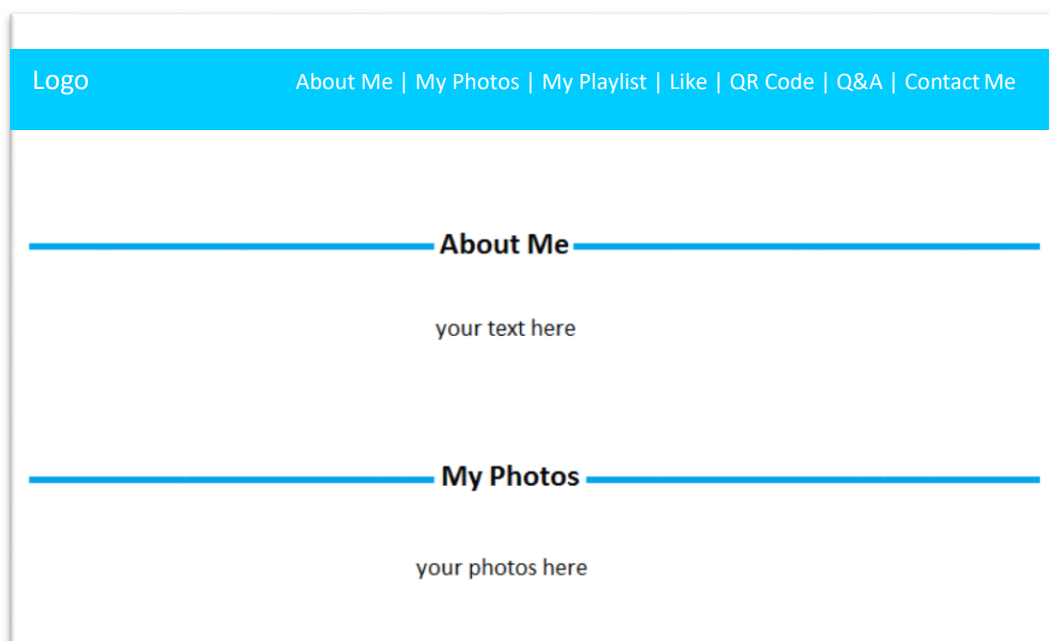 Logo
About Me | My Photos | My Playlist | Like | QR Code | Q&A | Contact Me
About Me
your text here
My Photos
your photos here